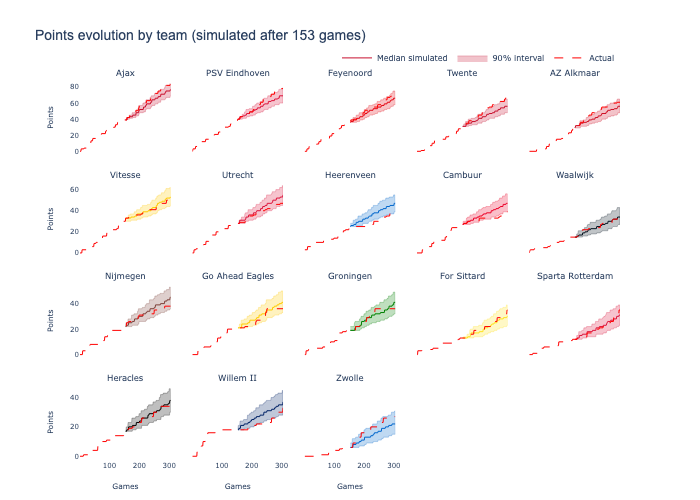 Points evolution by team (simulated after 153 games)
Median simulated 90% interval Actual
Ajax PSV Eindhoven Feyenoord Twente AZ Alkmaar
80
60
40
20
0
Points
Vitesse Utrecht Heerenveen Cambuur Waalwijk
60
40
20
0
Points
Nijmegen Go Ahead Eagles Groningen For Sittard Sparta Rotterdam
40
20
0
Points
Heracles Willem II Zwolle
40
20
0
Points
100 200 300 100 200 300 100 200 300
Games Games